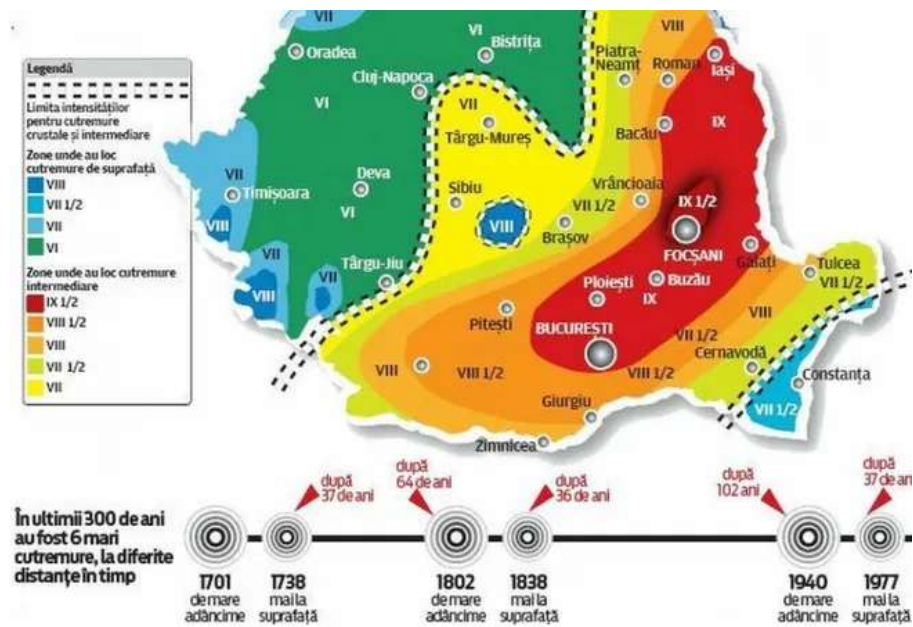 Legendă
Limita intensităților
pentru cutremure
crustale și intermediare
Zone unde au loc
cutremure de suprafață
VIII
VII 1/2
VII
VI
Zone unde au loc cutremure
intermediare
IX 1/2
VIII 1/2
VIII
VII 1/2
VII
VII
VI
VIII
Oradea
Bistrița
Piatra-
Neamț
Roman
Iași
Cluj-Napoca
VI
VII
Târgu-Mureș
Bacău
IX
VII
Timișoara
Deva
VI
Sibiu
Vrâncioaia
VII 1/2
IX 1/2
VIII
VIII
Brașov
FOCȘANI
VII
Târgu-Jiu
Galați
Tulcea
VII 1/2
VIII
VII
Ploiești
Buzău
IX
VIII
Pitești
BUCUREȘTI
VII 1/2
Cernavodă
VIII
VIII 1/2
VIII 1/2
Constanța
VII 1/2
Giurgiu
Zimnicea
În ultimii 300 de ani
au fost 6 mari
cutremure, la diferite
distanțe în timp
după
37 de ani
după
64 de ani
după
36 de ani
după
102 ani
după
37 de ani
1701
de mare
adâncime
1738
mai la
suprafață
1802
de mare
adâncime
1838
mai la
suprafață
1940
de mare
adâncime
1977
mai la
suprafață